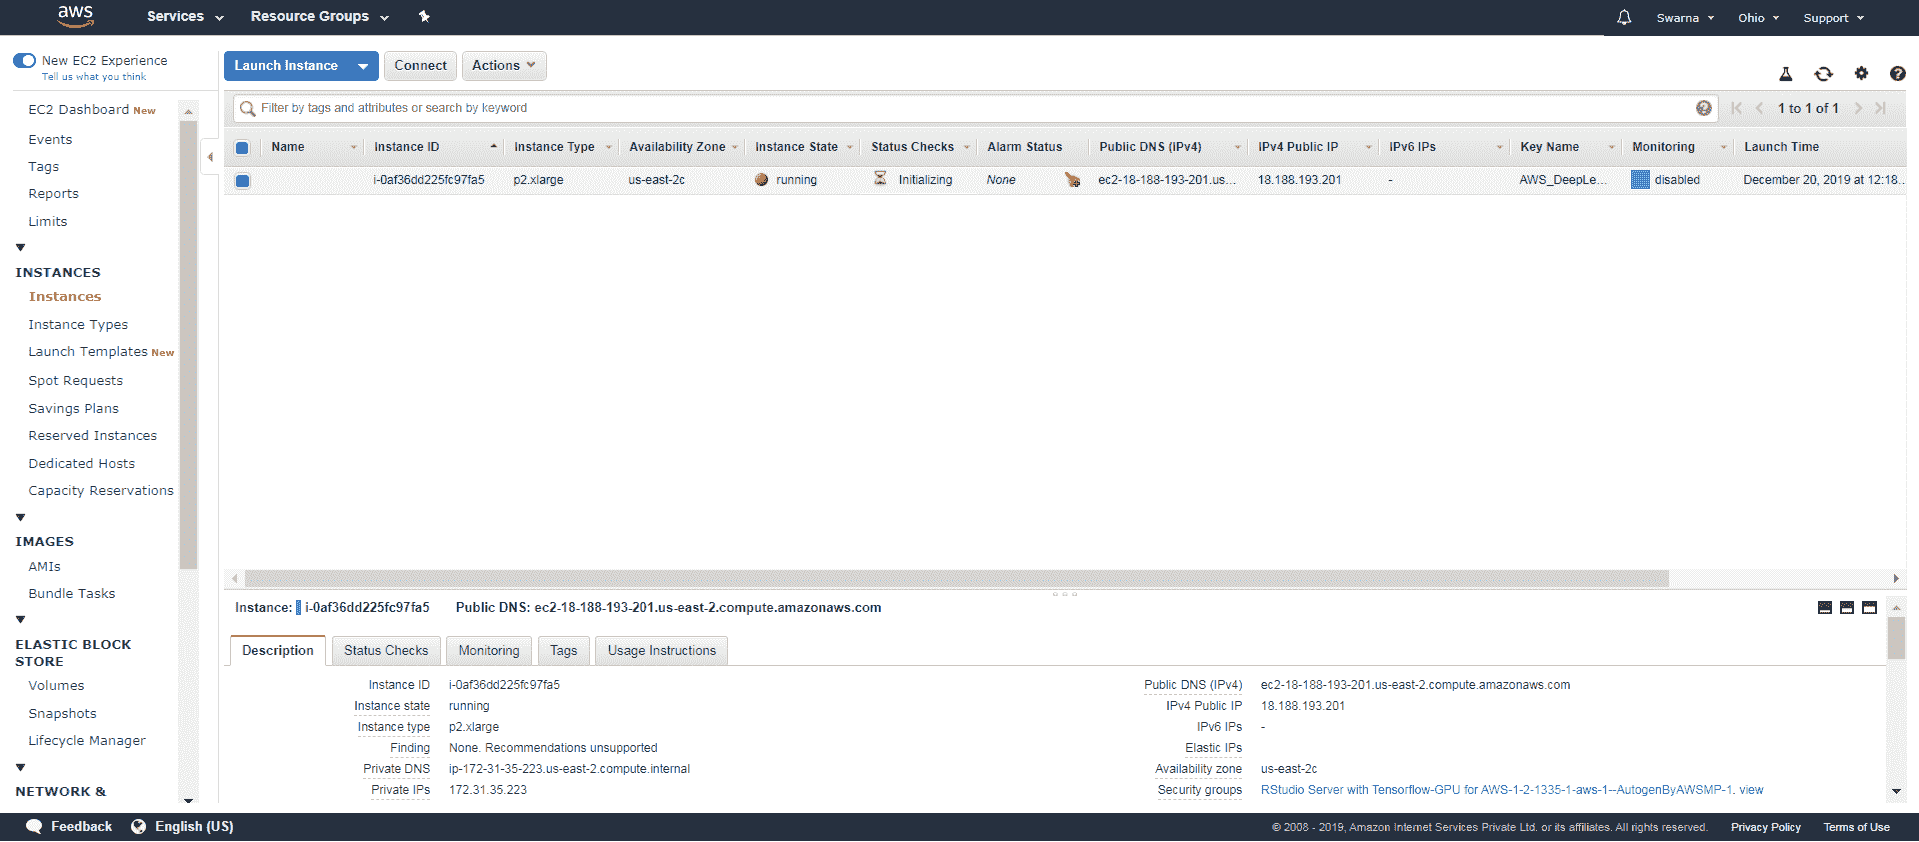 aws Services Resource Groups Swarna Ohio Support
New EC2 Experience
Tell us what you think
EC2 Dashboard New
Events
Tags
Reports
Limits
INSTANCES
Instances
Instance Types
Launch Templates New
Spot Requests
Savings Plans
Reserved Instances
Dedicated Hosts
Capacity Reservations
IMAGES
AMIs
Bundle Tasks
ELASTIC BLOCK
STORE
Volumes
Snapshots
Lifecycle Manager
NETWORK &
Launch Instance Connect Actions
Filter by tags and attributes or search by keyword 1 to 1 of 1
Name Instance ID Instance Type Availability Zone Instance State Status Checks Alarm Status Public DNS (IPv4) IPv4 Public IP IPv6 IPs Key Name Monitoring Launch Time
i-0af36dd225fc97fa5 p2.xlarge us-east-2c running Initializing None ec2-18-188-193-201.us... 18.188.193.201 - AWS_DeepLe... disabled December 20, 2019 at 12:18...
Instance: i-0af36dd225fc97fa5 Public DNS: ec2-18-188-193-201.us-east-2.compute.amazonaws.com
Description Status Checks Monitoring Tags Usage Instructions
Instance ID i-0af36dd225fc97fa5 Public DNS (IPv4) ec2-18-188-193-201.us-east-2.compute.amazonaws.com
Instance state running IPv4 Public IP 18.188.193.201
Instance type p2.xlarge IPv6 IPs -
Finding None. Recommendations unsupported Elastic IPs
Private DNS ip-172-31-35-223.us-east-2.compute.internal Availability zone us-east-2c
Private IPs 172.31.35.223 Security groups RStudio Server with Tensorflow-GPU for AWS-1-2-1335-1-aws-1--AutogenByAWSMP-1. view
Feedback English (US) © 2008 - 2019, Amazon Internet Services Private Ltd. or its affiliates. All rights reserved. Privacy Policy Terms of Use